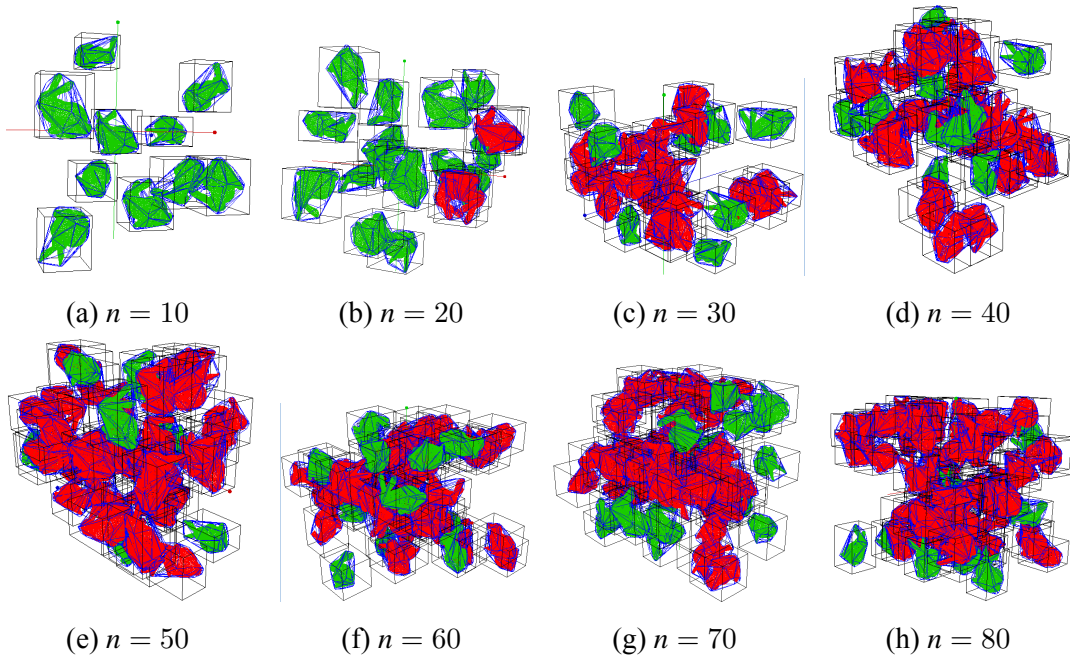 (a) n = 10
(b) n = 20
(c) n = 30
(d) n = 40
(e) n = 50
(f) n = 60
(g) n = 70
(h) n = 80